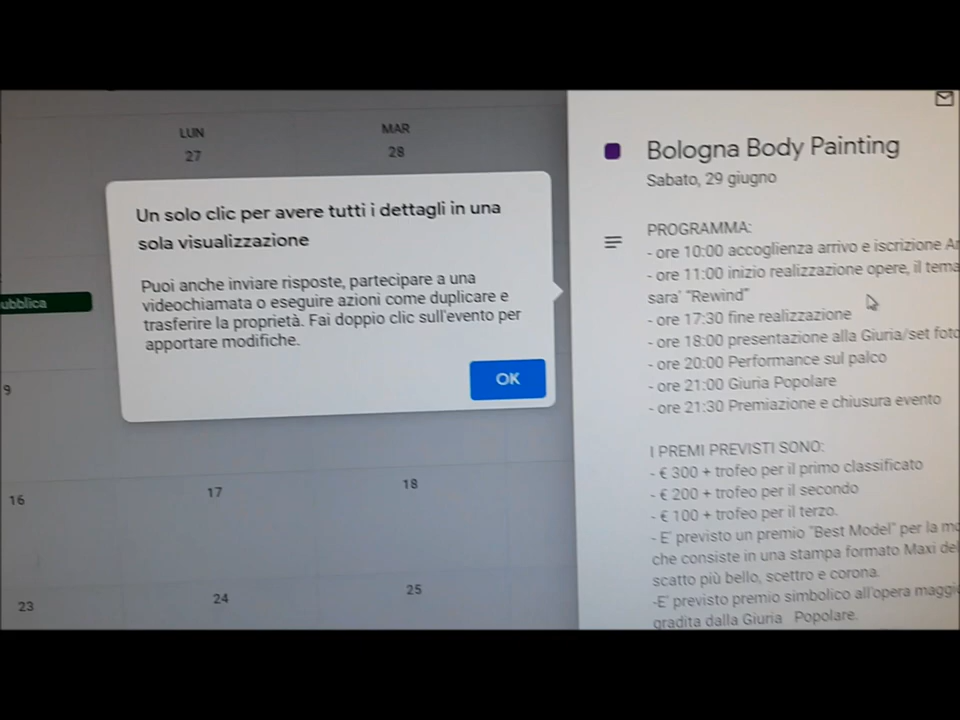 LUN
MAR
27
28
Un solo clic per avere tutti i dettagli in una
sola visualizzazione
Puoi anche inviare risposte, partecipare a una
videochiamata o eseguire azioni come duplicare e
trasferire la proprietà. Fai doppio clic sull'evento per
apportare modifiche.
OK
ubblica
9
16
17
18
23
24
25
Bologna Body Painting
Sabato, 29 giugno
PROGRAMMA:
- ore 10:00 accoglienza arrivo e iscrizione
- ore 11:00 inizio realizzazione opere, il tema
sara' "Rewind"
- ore 17:30 fine realizzazione
- ore 18:00 presentazione alla Giuria/set foto
- ore 20:00 Performance sul palco
- ore 21:00 Giuria Popolare
- ore 21:30 Premiazione e chiusura evento
I PREMI PREVISTI SONO:
- € 300 + trofeo per il primo classificato
- € 200 + trofeo per il secondo
- € 100 + trofeo per il terzo.
- E' previsto un premio "Best Model" per la mo
che consiste in una stampa formato Maxi del
scatto più bello, scettro e corona.
-E' previsto premio simbolico all'opera maggi
gradita dalla Giuria Popolare.